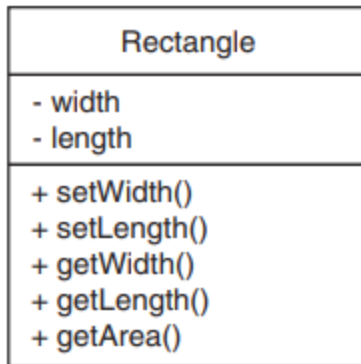 Rectangle
- width
- length
+ setWidth()
+ setLength()
+ getWidth()
+ getLength()
+ getArea()